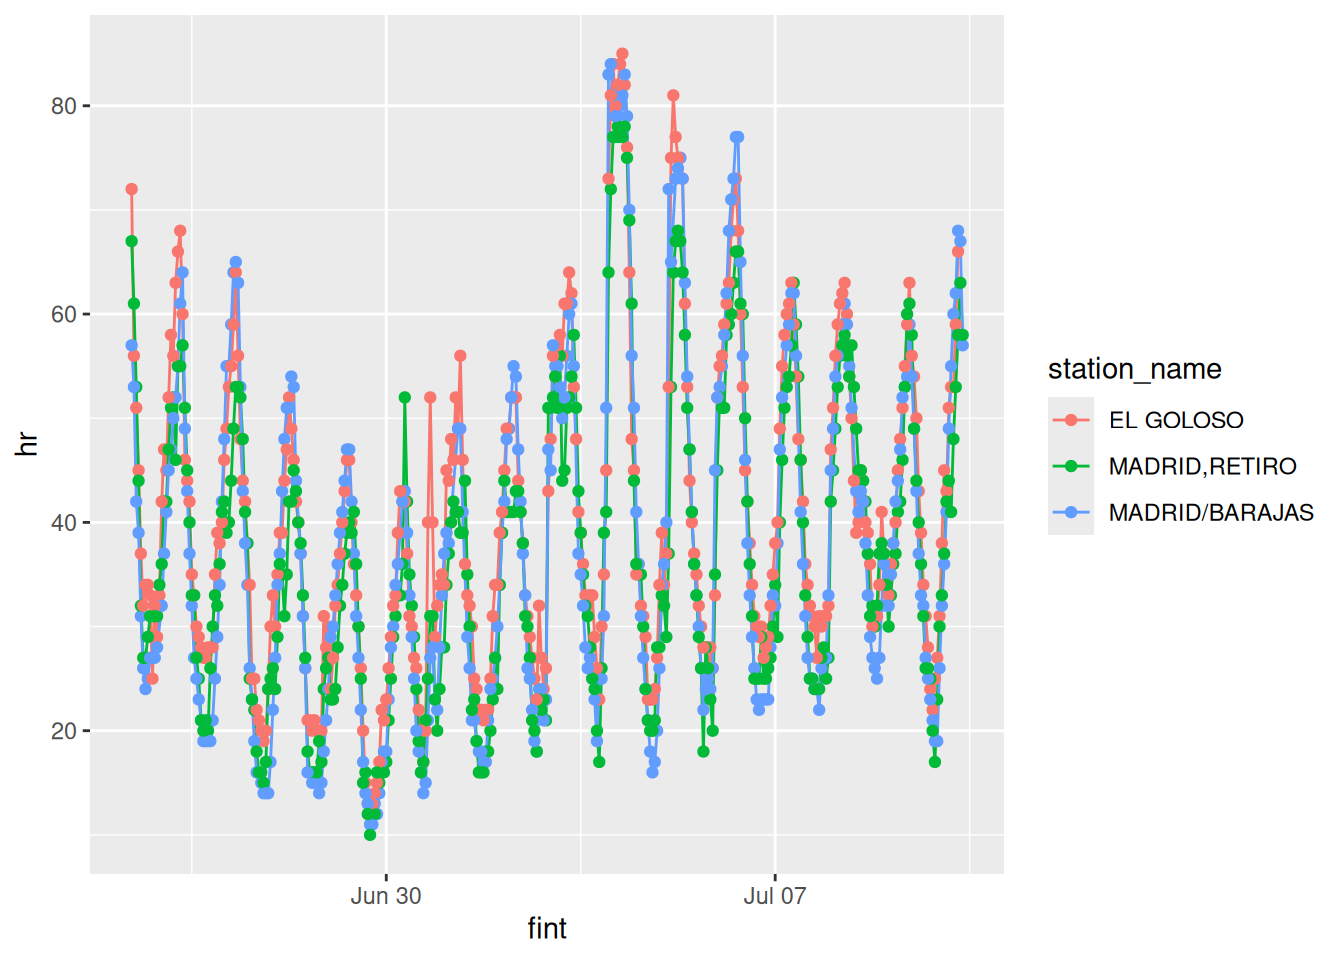 80
60
40
20
hr
Jun 30
Jul 07
fint
station_name
EL GOLOSO
MADRID,RETIRO
MADRID/BARAJAS